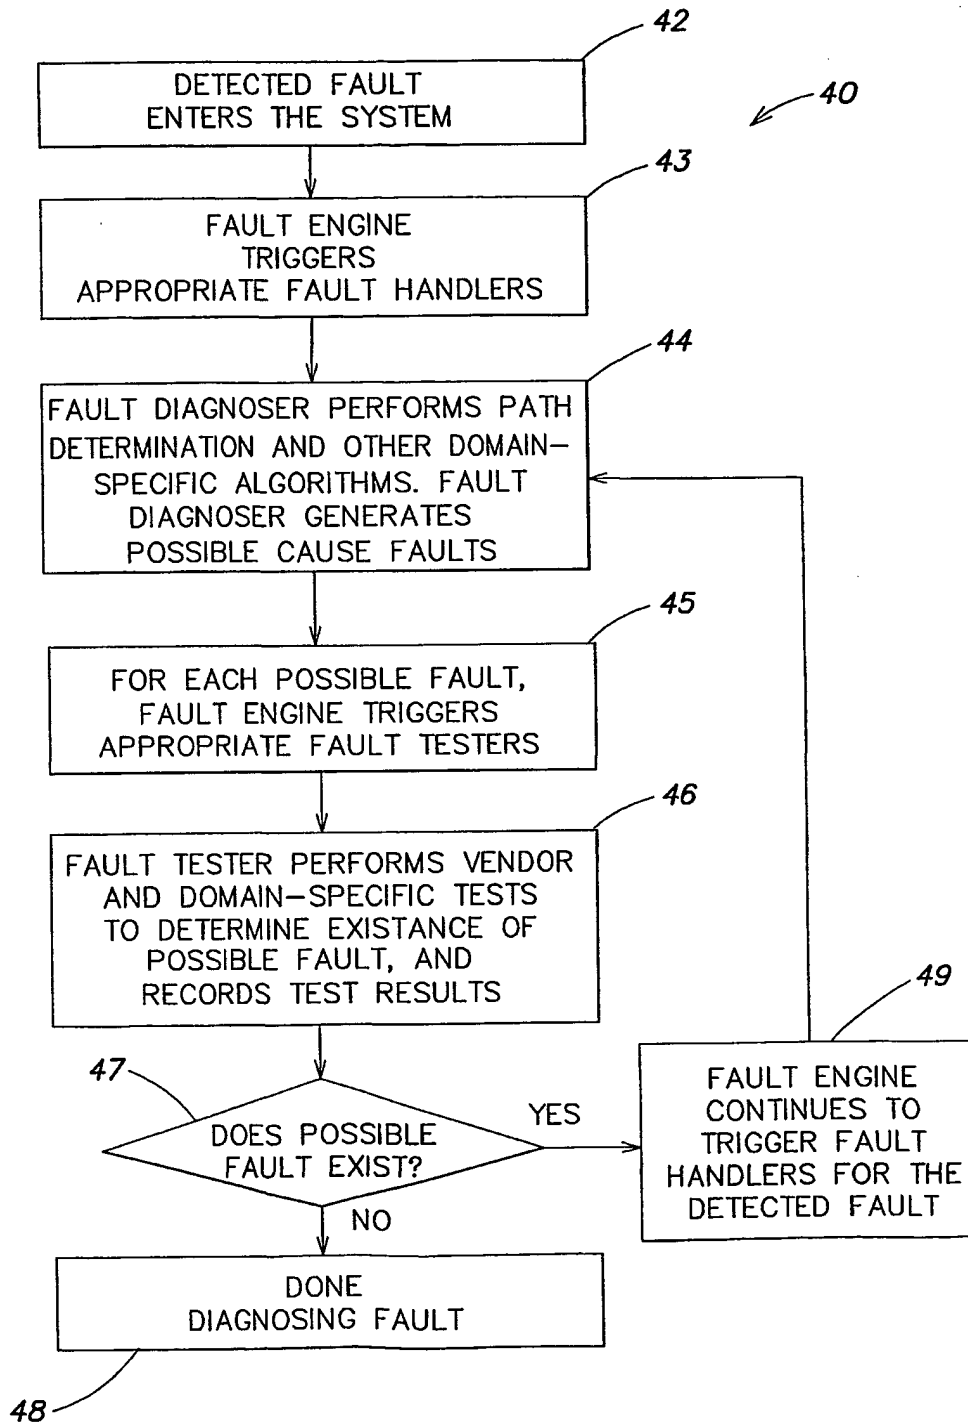 42
DETECTED FAULT
ENTERS THE SYSTEM
40
43
FAULT ENGINE
TRIGGERS
APPROPRIATE FAULT HANDLERS
44
FAULT DIAGNOSER PERFORMS PATH
DETERMINATION AND OTHER DOMAIN–
SPECIFIC ALGORITHMS. FAULT
DIAGNOSER GENERATES
POSSIBLE CAUSE FAULTS
45
FOR EACH POSSIBLE FAULT,
FAULT ENGINE TRIGGERS
APPROPRIATE FAULT TESTERS
46
FAULT TESTER PERFORMS VENDOR
AND DOMAIN–SPECIFIC TESTS
TO DETERMINE EXISTANCE OF
POSSIBLE FAULT, AND
RECORDS TEST RESULTS
47
DOES POSSIBLE
FAULT EXIST?
YES
NO
49
FAULT ENGINE
CONTINUES TO
TRIGGER FAULT
HANDLERS FOR THE
DETECTED FAULT
DONE
DIAGNOSING FAULT
48